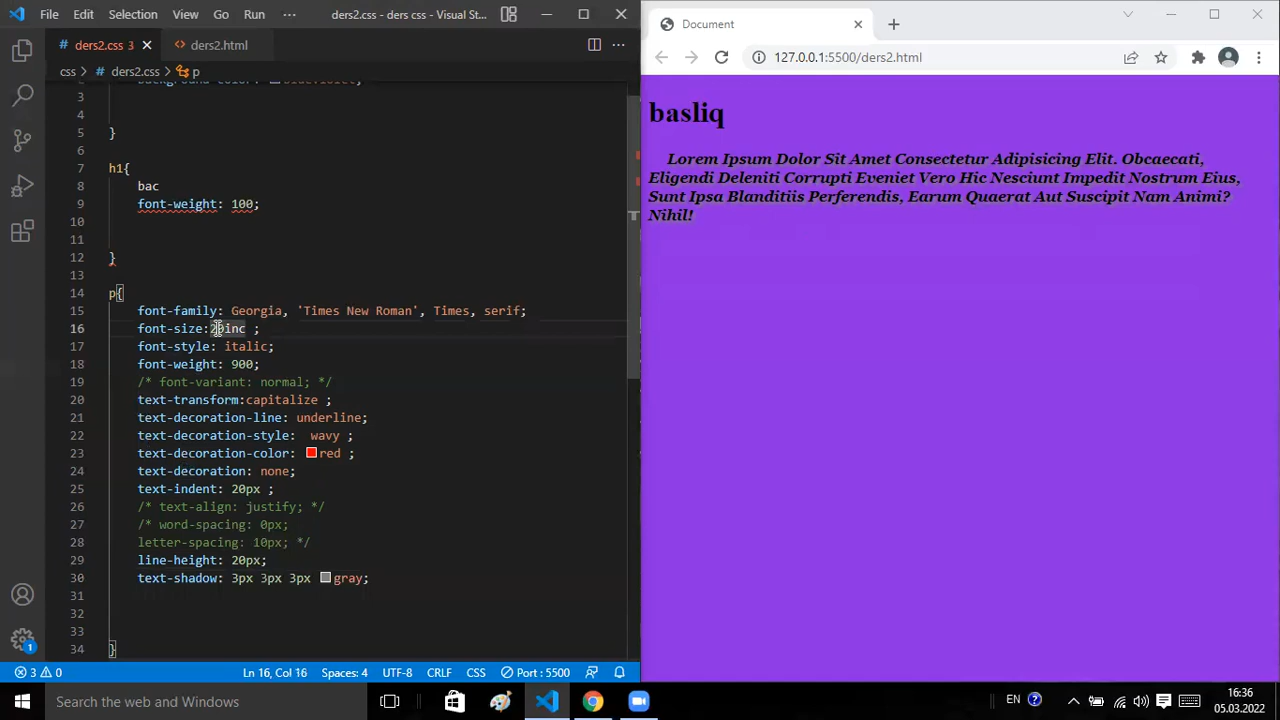 File Edit Selection View Go Run ··· ders2.css - ders css - Visual St...
# ders2.css 3 × <> ders2.html ···
css > # ders2.css > p
3
4
5 }
6
7 h1{
8 bac
9 font-weight: 100;
10
11
12 }
13
14 p{
15 font-family: Georgia, 'Times New Roman', Times, serif;
16 font-size:20inc ;
17 font-style: italic;
18 font-weight: 900;
19 /* font-variant: normal; */
20 text-transform:capitalize ;
21 text-decoration-line: underline;
22 text-decoration-style:  wavy ;
23 text-decoration-color: red ;
24 text-decoration: none;
25 text-indent: 20px ;
26 /* text-align: justify; */
27 /* word-spacing: 0px;
28 letter-spacing: 10px; */
29 line-height: 20px;
30 text-shadow: 3px 3px 3px gray;
31
32
33
34 }
1
3 0 Ln 16, Col 16 Spaces: 4 UTF-8 CRLF CSS Port : 5500
Document
127.0.0.1:5500/ders2.html
basliq
Lorem Ipsum Dolor Sit Amet Consectetur Adipisicing Elit. Obcaecati,
Eligendi Deleniti Corrupti Eveniet Vero Hic Nesciunt Impedit Nostrum Eius,
Sunt Ipsa Blanditiis Perferendis, Earum Quaerat Aut Suscipit Nam Animi?
Nihil!
Type here: Search the web and Windows
EN 16:36
05.03.2022